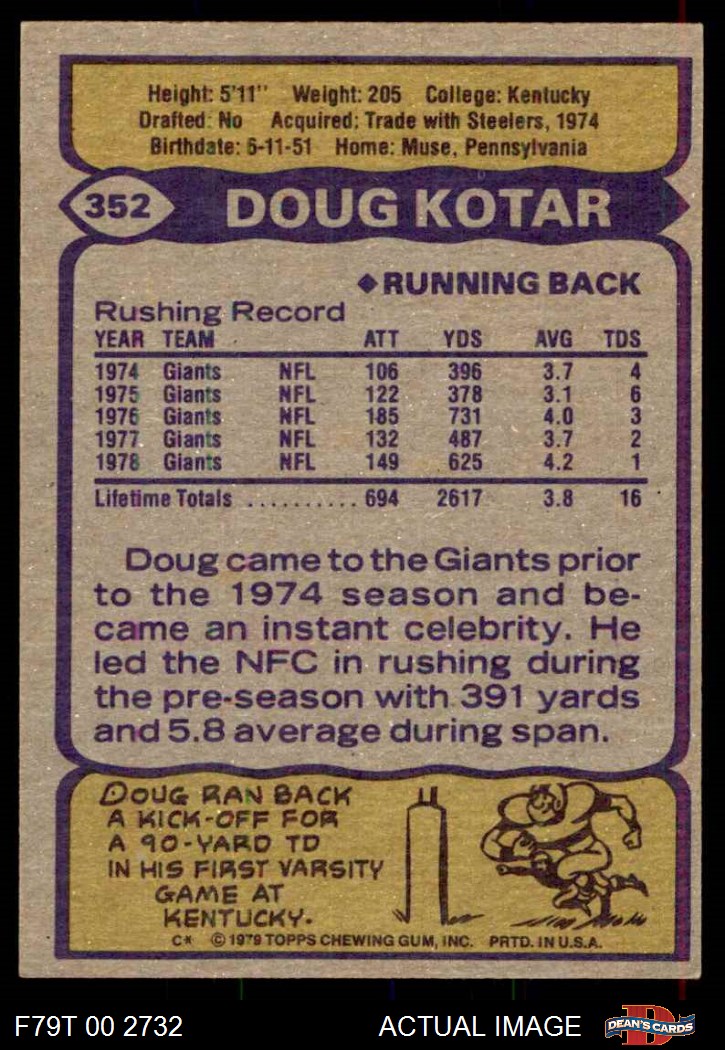 Height: 5'11" Weight: 205 College: Kentucky
Drafted: No Acquired: Trade with Steelers, 1974
Birthdate: 6-11-51 Home: Muse, Pennsylvania
352 DOUG KOTAR
◆RUNNING BACK
Rushing Record
YEAR TEAM ATT YDS AVG TDS
1974 Giants NFL 106 396 3.7 4
1975 Giants NFL 122 378 3.1 6
1976 Giants NFL 185 731 4.0 3
1977 Giants NFL 132 487 3.7 2
1978 Giants NFL 149 625 4.2 1
Lifetime Totals .......... 694 2617 3.8 16
Doug came to the Giants prior
to the 1974 season and be-
came an instant celebrity. He
led the NFC in rushing during
the pre-season with 391 yards
and 5.8 average during span.
DOUG RAN BACK
A KICK-OFF FOR
A 90-YARD TD
IN HIS FIRST VARSITY
GAME AT
KENTUCKY.
C* © 1979 TOPPS CHEWING GUM, INC. PRTD. IN U.S.A.
F79T 00 2732 ACTUAL IMAGE DEAN'S CARDS